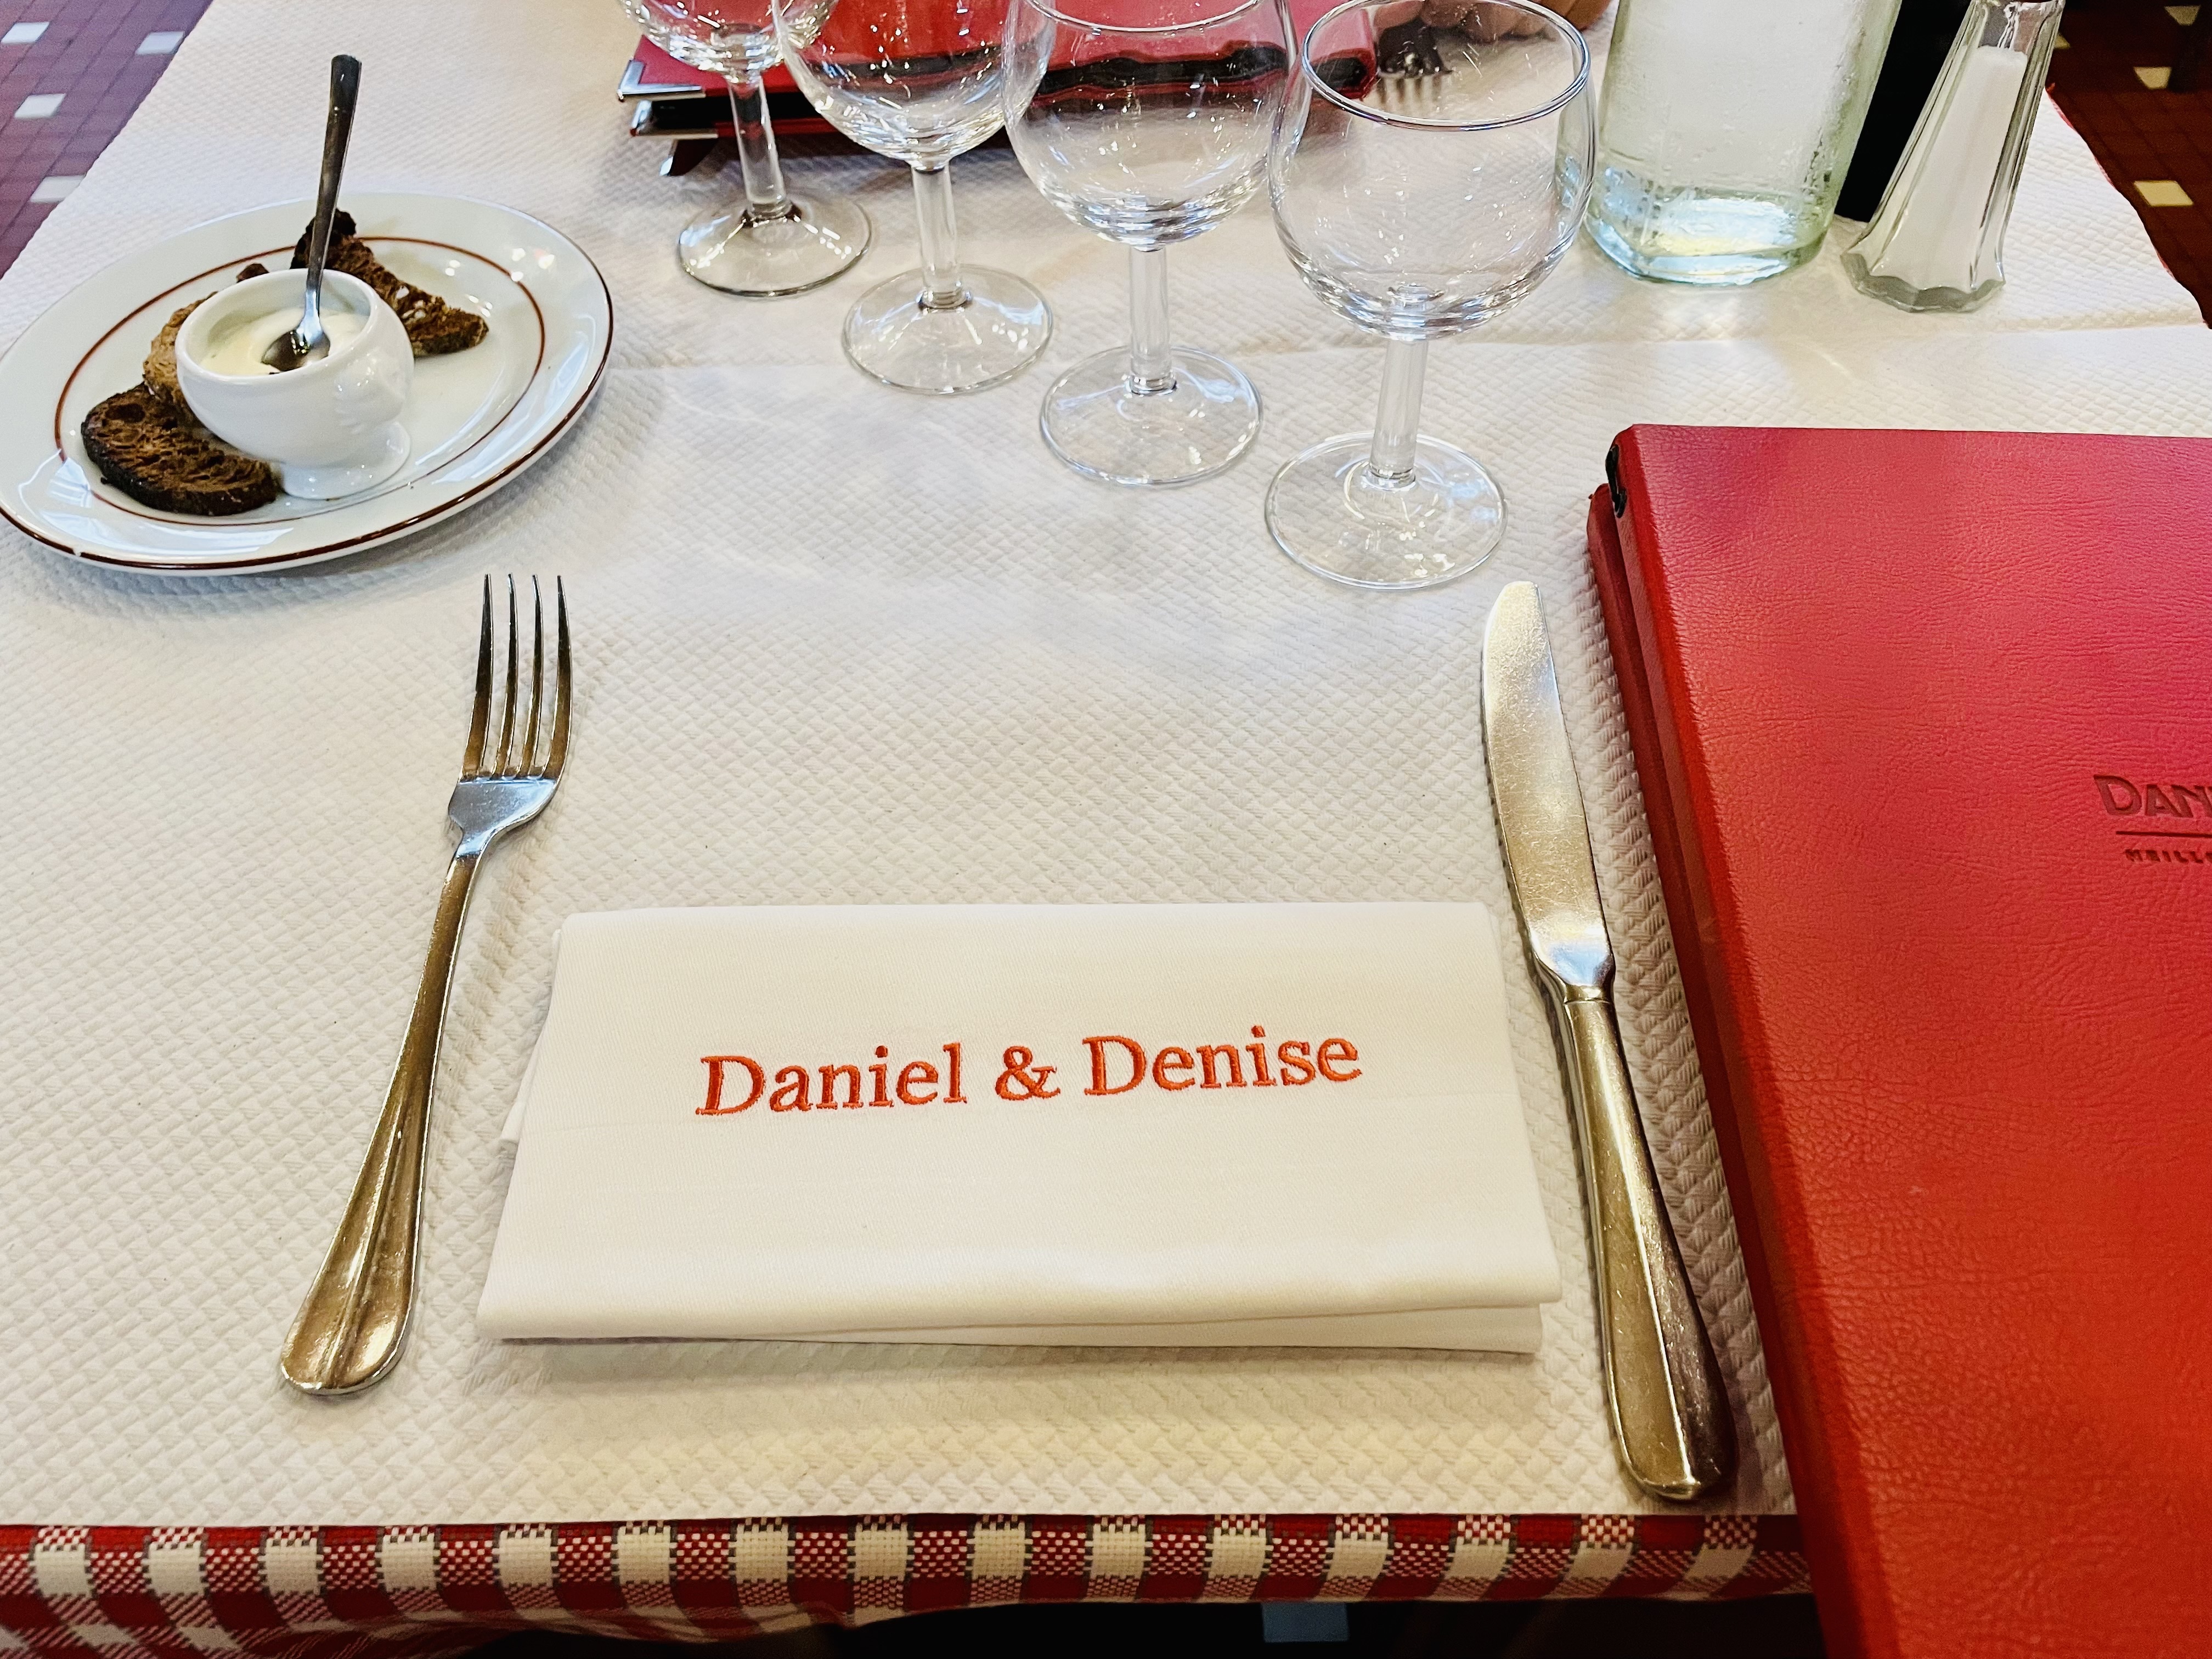 Daniel & Denise